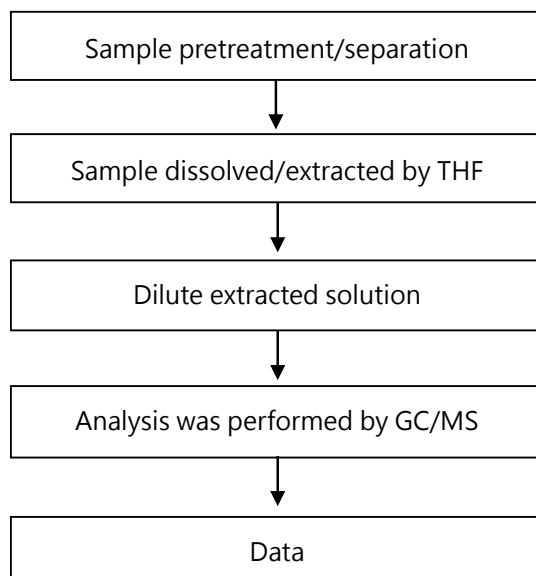 Sample pretreatment/separation
Sample dissolved/extracted by THF
Dilute extracted solution
Analysis was performed by GC/MS
Data